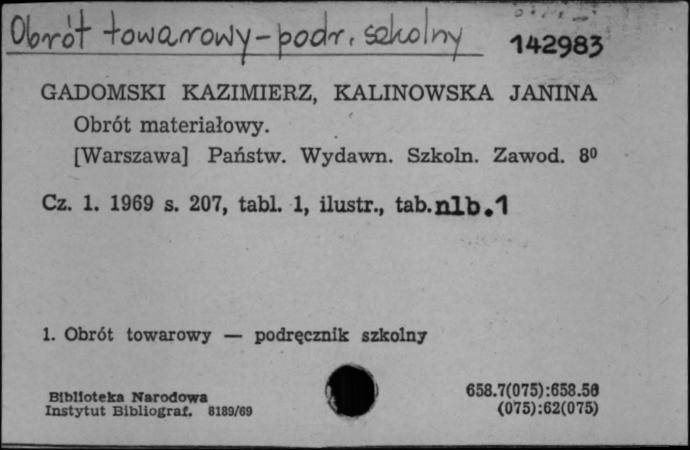 Obrót towarowy - podr. szkolny
142983
GADOMSKI KAZIMIERZ, KALINOWSKA JANINA
Obrót materiałowy.
[Warszawa] Państw. Wydawn. Szkoln. Zawod. 8⁰
Cz. 1. 1969 s. 207, tabl. 1, ilustr., tab. nlb. 1
1. Obrót towarowy — podręcznik szkolny
Biblioteka Narodowa
Instytut Bibliograf. 8189/69
658.7(075):658.56
(075):62(075)